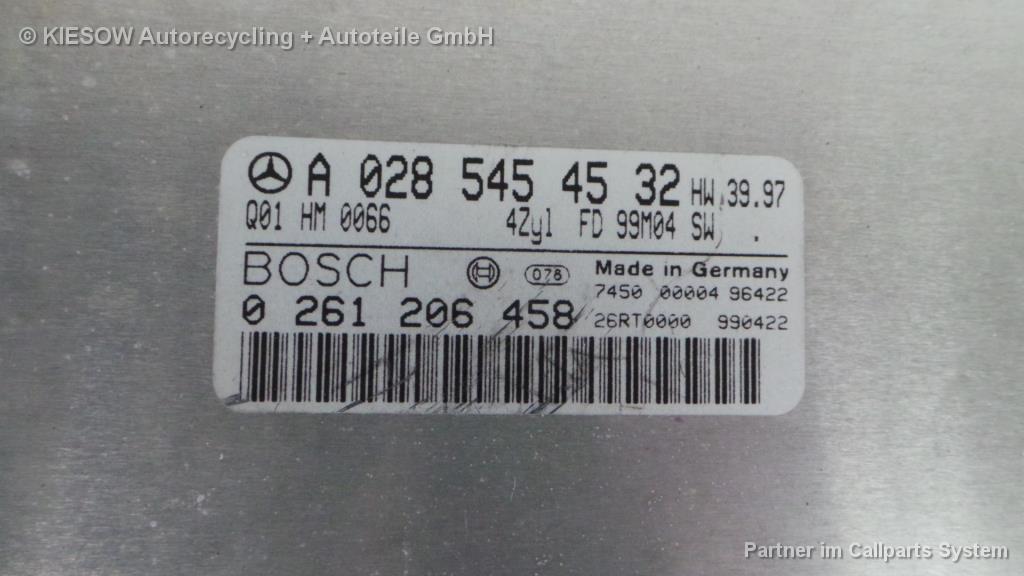 © KIESOW Autorecycling + Autoteile GmbH
A 028 545 45 32 HW 39.97
Q01 HM 0066 4Zyl FD 99M04 SW .
BOSCH 076 Made in Germany
7450 00004 96422
0 261 206 458 26RT0000 990422
Partner im Callparts System